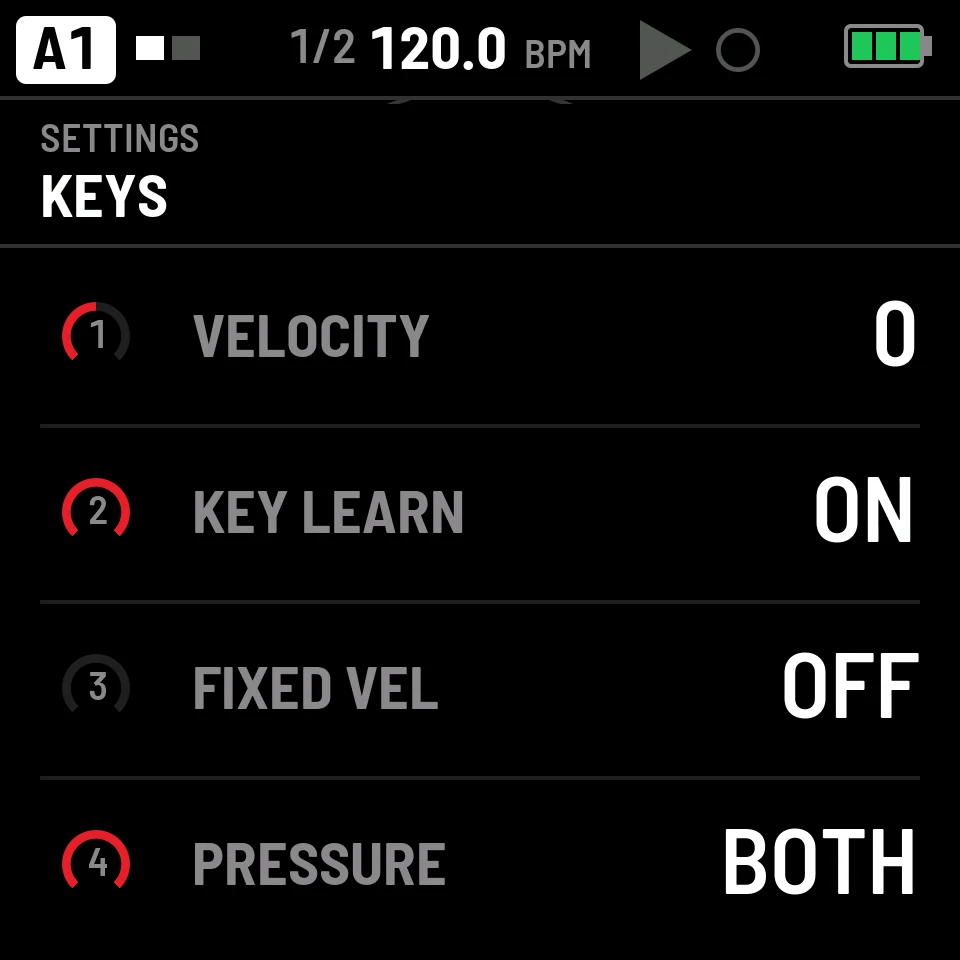 A1 1/2 120.0 BPM
SETTINGS
KEYS
1 VELOCITY 0
2 KEY LEARN ON
3 FIXED VEL OFF
4 PRESSURE BOTH